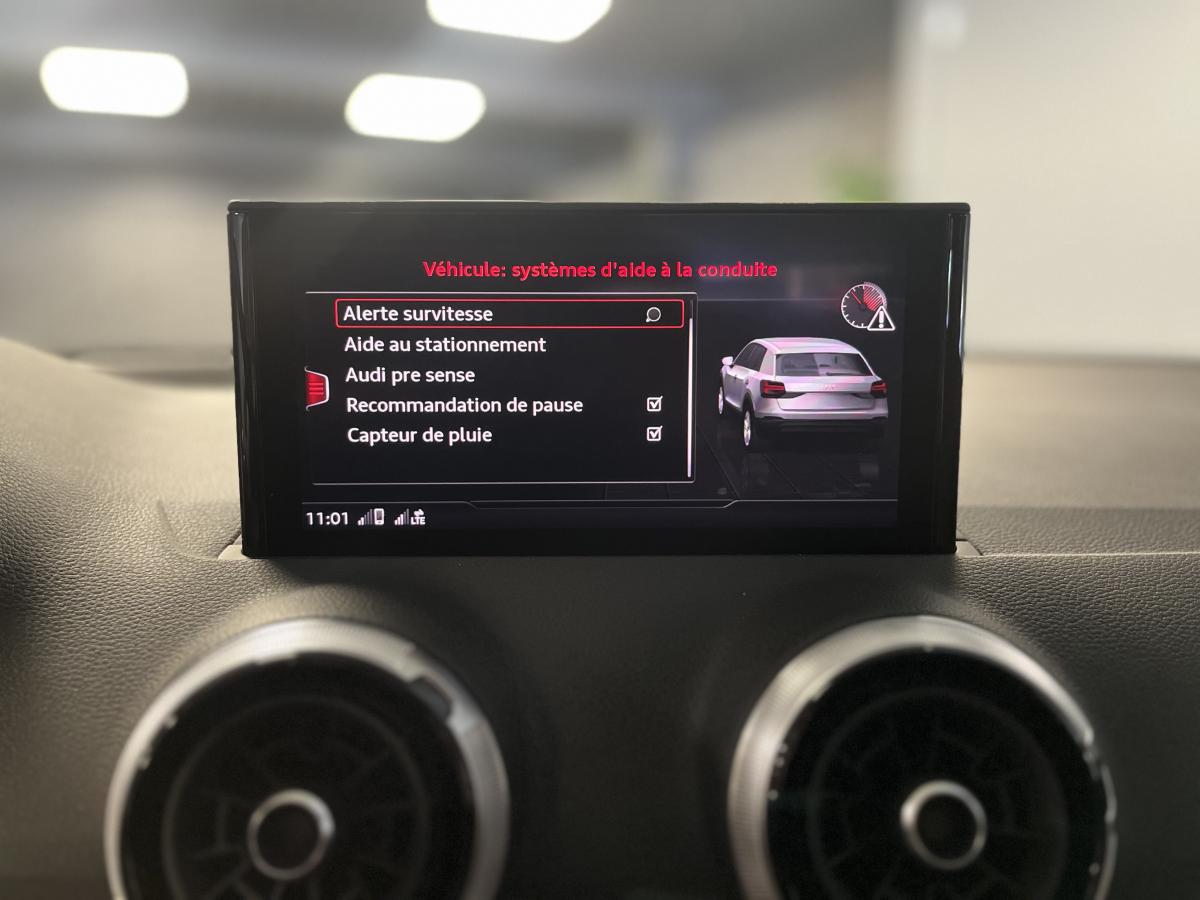 Véhicule: systèmes d'aide à la conduite
Alerte survitesse
Aide au stationnement
Audi pre sense
Recommandation de pause
Capteur de pluie
11:01 LTE